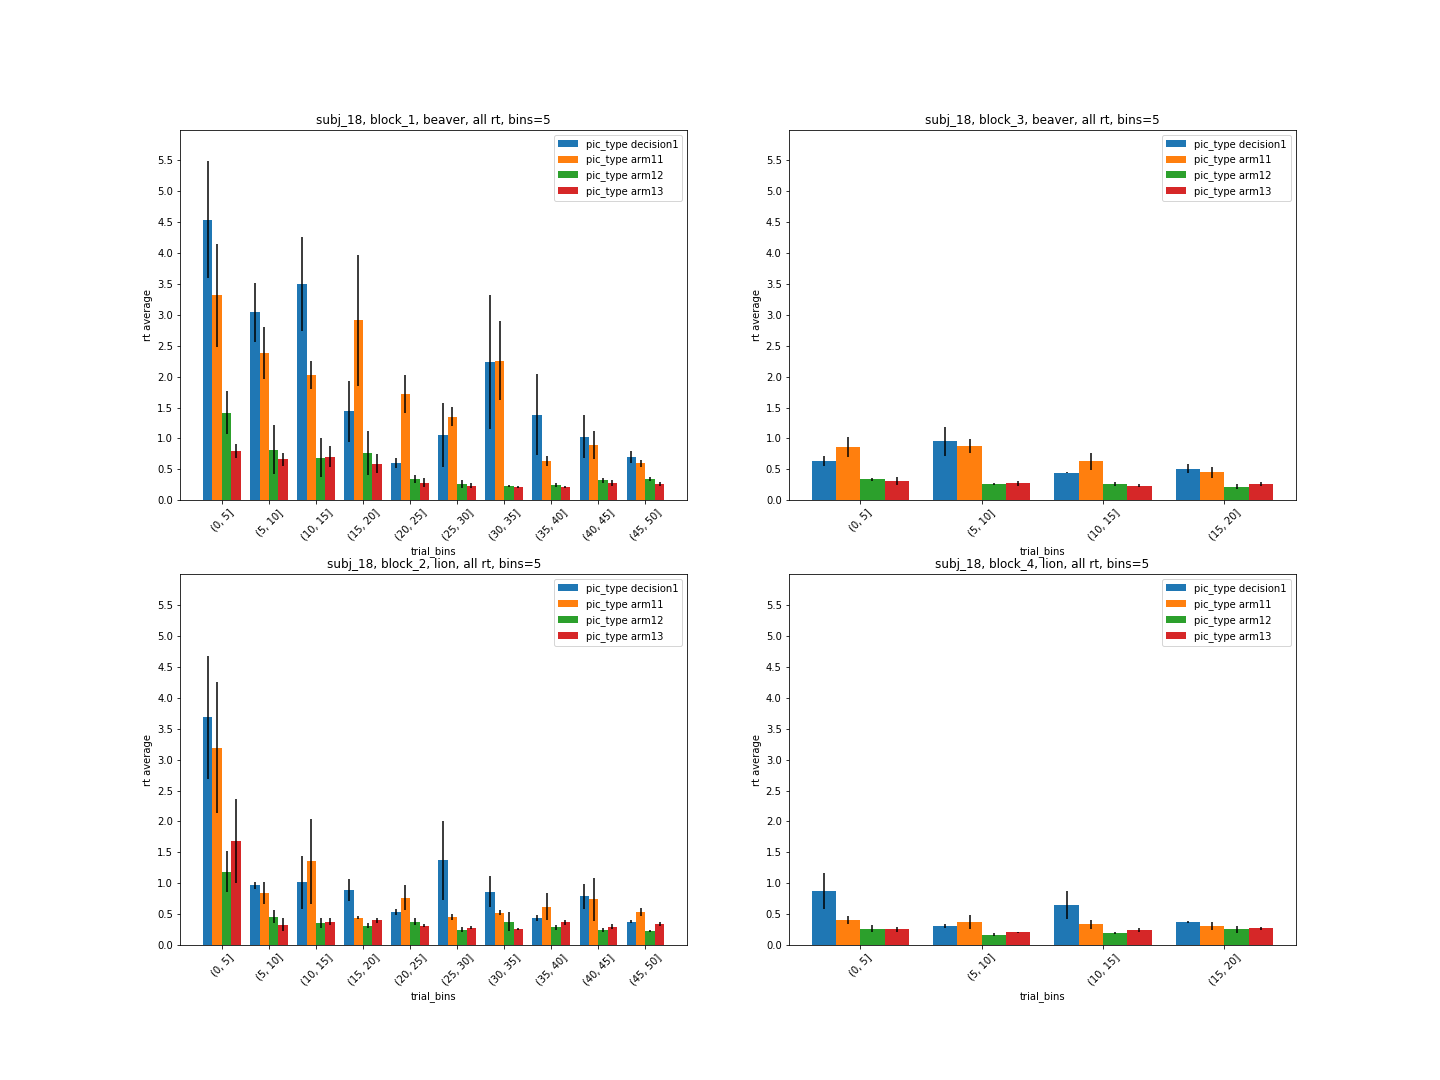 subj_18, block_1, beaver, all rt, bins=5
pic_type decision1
pic_type arm11
pic_type arm12
pic_type arm13
rt average
5.5
5.0
4.5
4.0
3.5
3.0
2.5
2.0
1.5
1.0
0.5
0.0
(0, 5]
(5, 10]
(10, 15]
(15, 20]
(20, 25]
(25, 30]
(30, 35]
(35, 40]
(40, 45]
(45, 50]
trial_bins
subj_18, block_3, beaver, all rt, bins=5
pic_type decision1
pic_type arm11
pic_type arm12
pic_type arm13
rt average
5.5
5.0
4.5
4.0
3.5
3.0
2.5
2.0
1.5
1.0
0.5
0.0
(0, 5]
(5, 10]
(10, 15]
(15, 20]
trial_bins
subj_18, block_2, lion, all rt, bins=5
pic_type decision1
pic_type arm11
pic_type arm12
pic_type arm13
rt average
5.5
5.0
4.5
4.0
3.5
3.0
2.5
2.0
1.5
1.0
0.5
0.0
(0, 5]
(5, 10]
(10, 15]
(15, 20]
(20, 25]
(25, 30]
(30, 35]
(35, 40]
(40, 45]
(45, 50]
trial_bins
subj_18, block_4, lion, all rt, bins=5
pic_type decision1
pic_type arm11
pic_type arm12
pic_type arm13
rt average
5.5
5.0
4.5
4.0
3.5
3.0
2.5
2.0
1.5
1.0
0.5
0.0
(0, 5]
(5, 10]
(10, 15]
(15, 20]
trial_bins